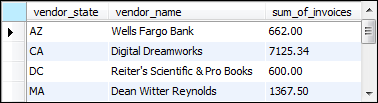 vendor_state vendor_name sum_of_invoices
AZ Wells Fargo Bank 662.00
CA Digital Dreamworks 7125.34
DC Reiter's Scientific & Pro Books 600.00
MA Dean Witter Reynolds 1367.50